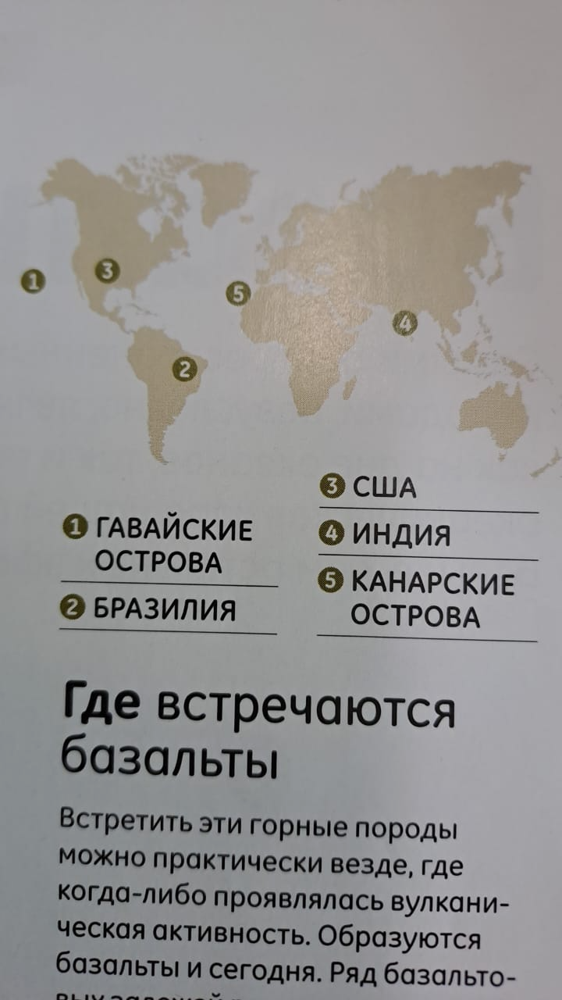 1
3
5
4
2
1 ГАВАЙСКИЕ
ОСТРОВА
2 БРАЗИЛИЯ
3 США
4 ИНДИЯ
5 КАНАРСКИЕ
ОСТРОВА
Где встречаются
базальты
Встретить эти горные породы
можно практически везде, где
когда-либо проявлялась вулкани-
ческая активность. Образуются
базальты и сегодня. Ряд базальто-